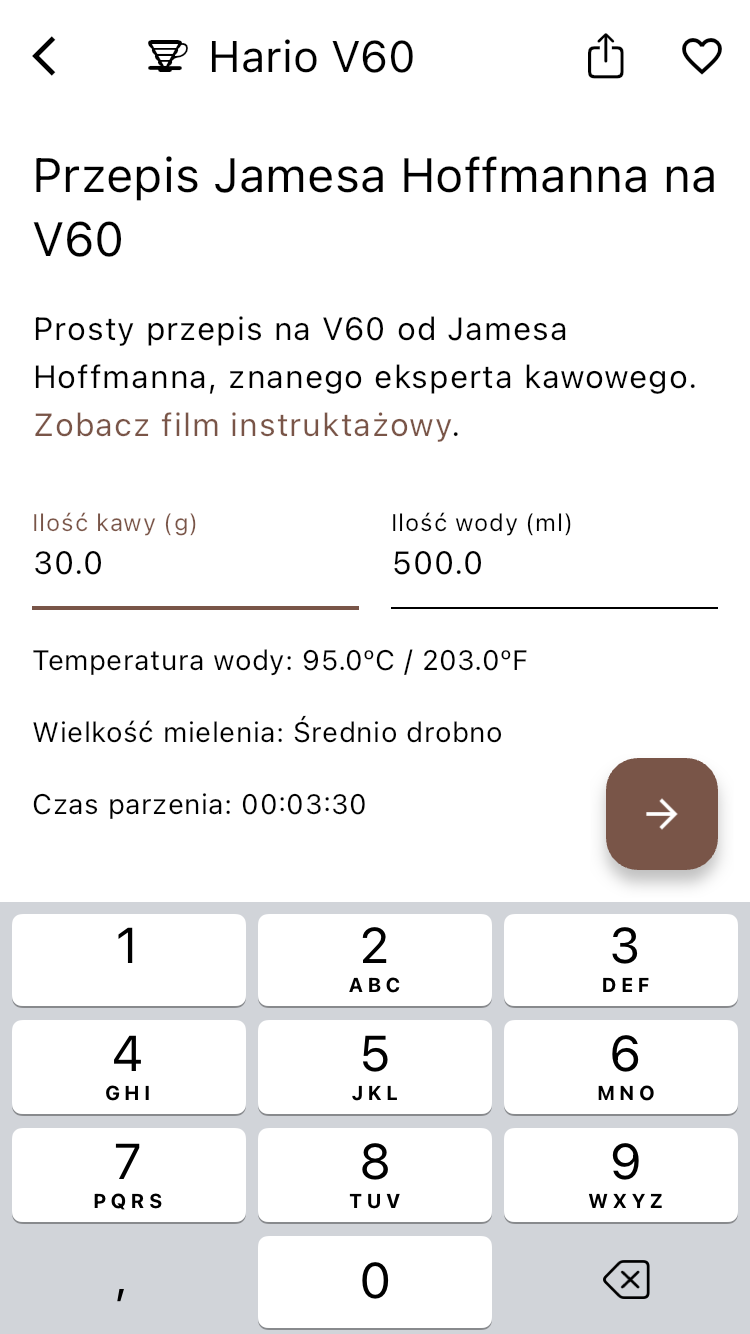 Hario V60
Przepis Jamesa Hoffmanna na
V60
Prosty przepis na V60 od Jamesa
Hoffmanna, znanego eksperta kawowego.
Zobacz film instruktażowy.
Ilość kawy (g)
Ilość wody (ml)
30.0
500.0
Temperatura wody: 95.0ºC / 203.0ºF
Wielkość mielenia: Średnio drobno
Czas parzenia: 00:03:30
1
2
3
ABC
DEF
4
5
6
GHI
JKL
MNO
7
8
9
PQRS
TUV
WXYZ
,
0